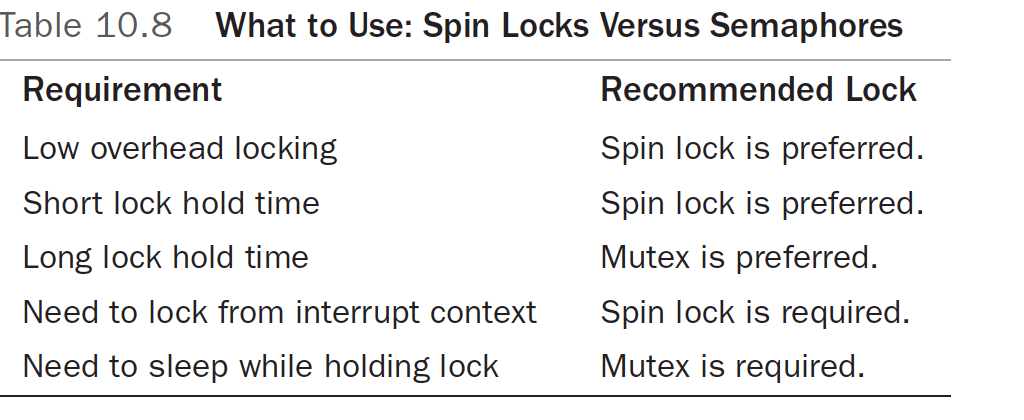 Table 10.8 What to Use: Spin Locks Versus Semaphores
Requirement Recommended Lock
Low overhead locking Spin lock is preferred.
Short lock hold time Spin lock is preferred.
Long lock hold time Mutex is preferred.
Need to lock from interrupt context Spin lock is required.
Need to sleep while holding lock Mutex is required.